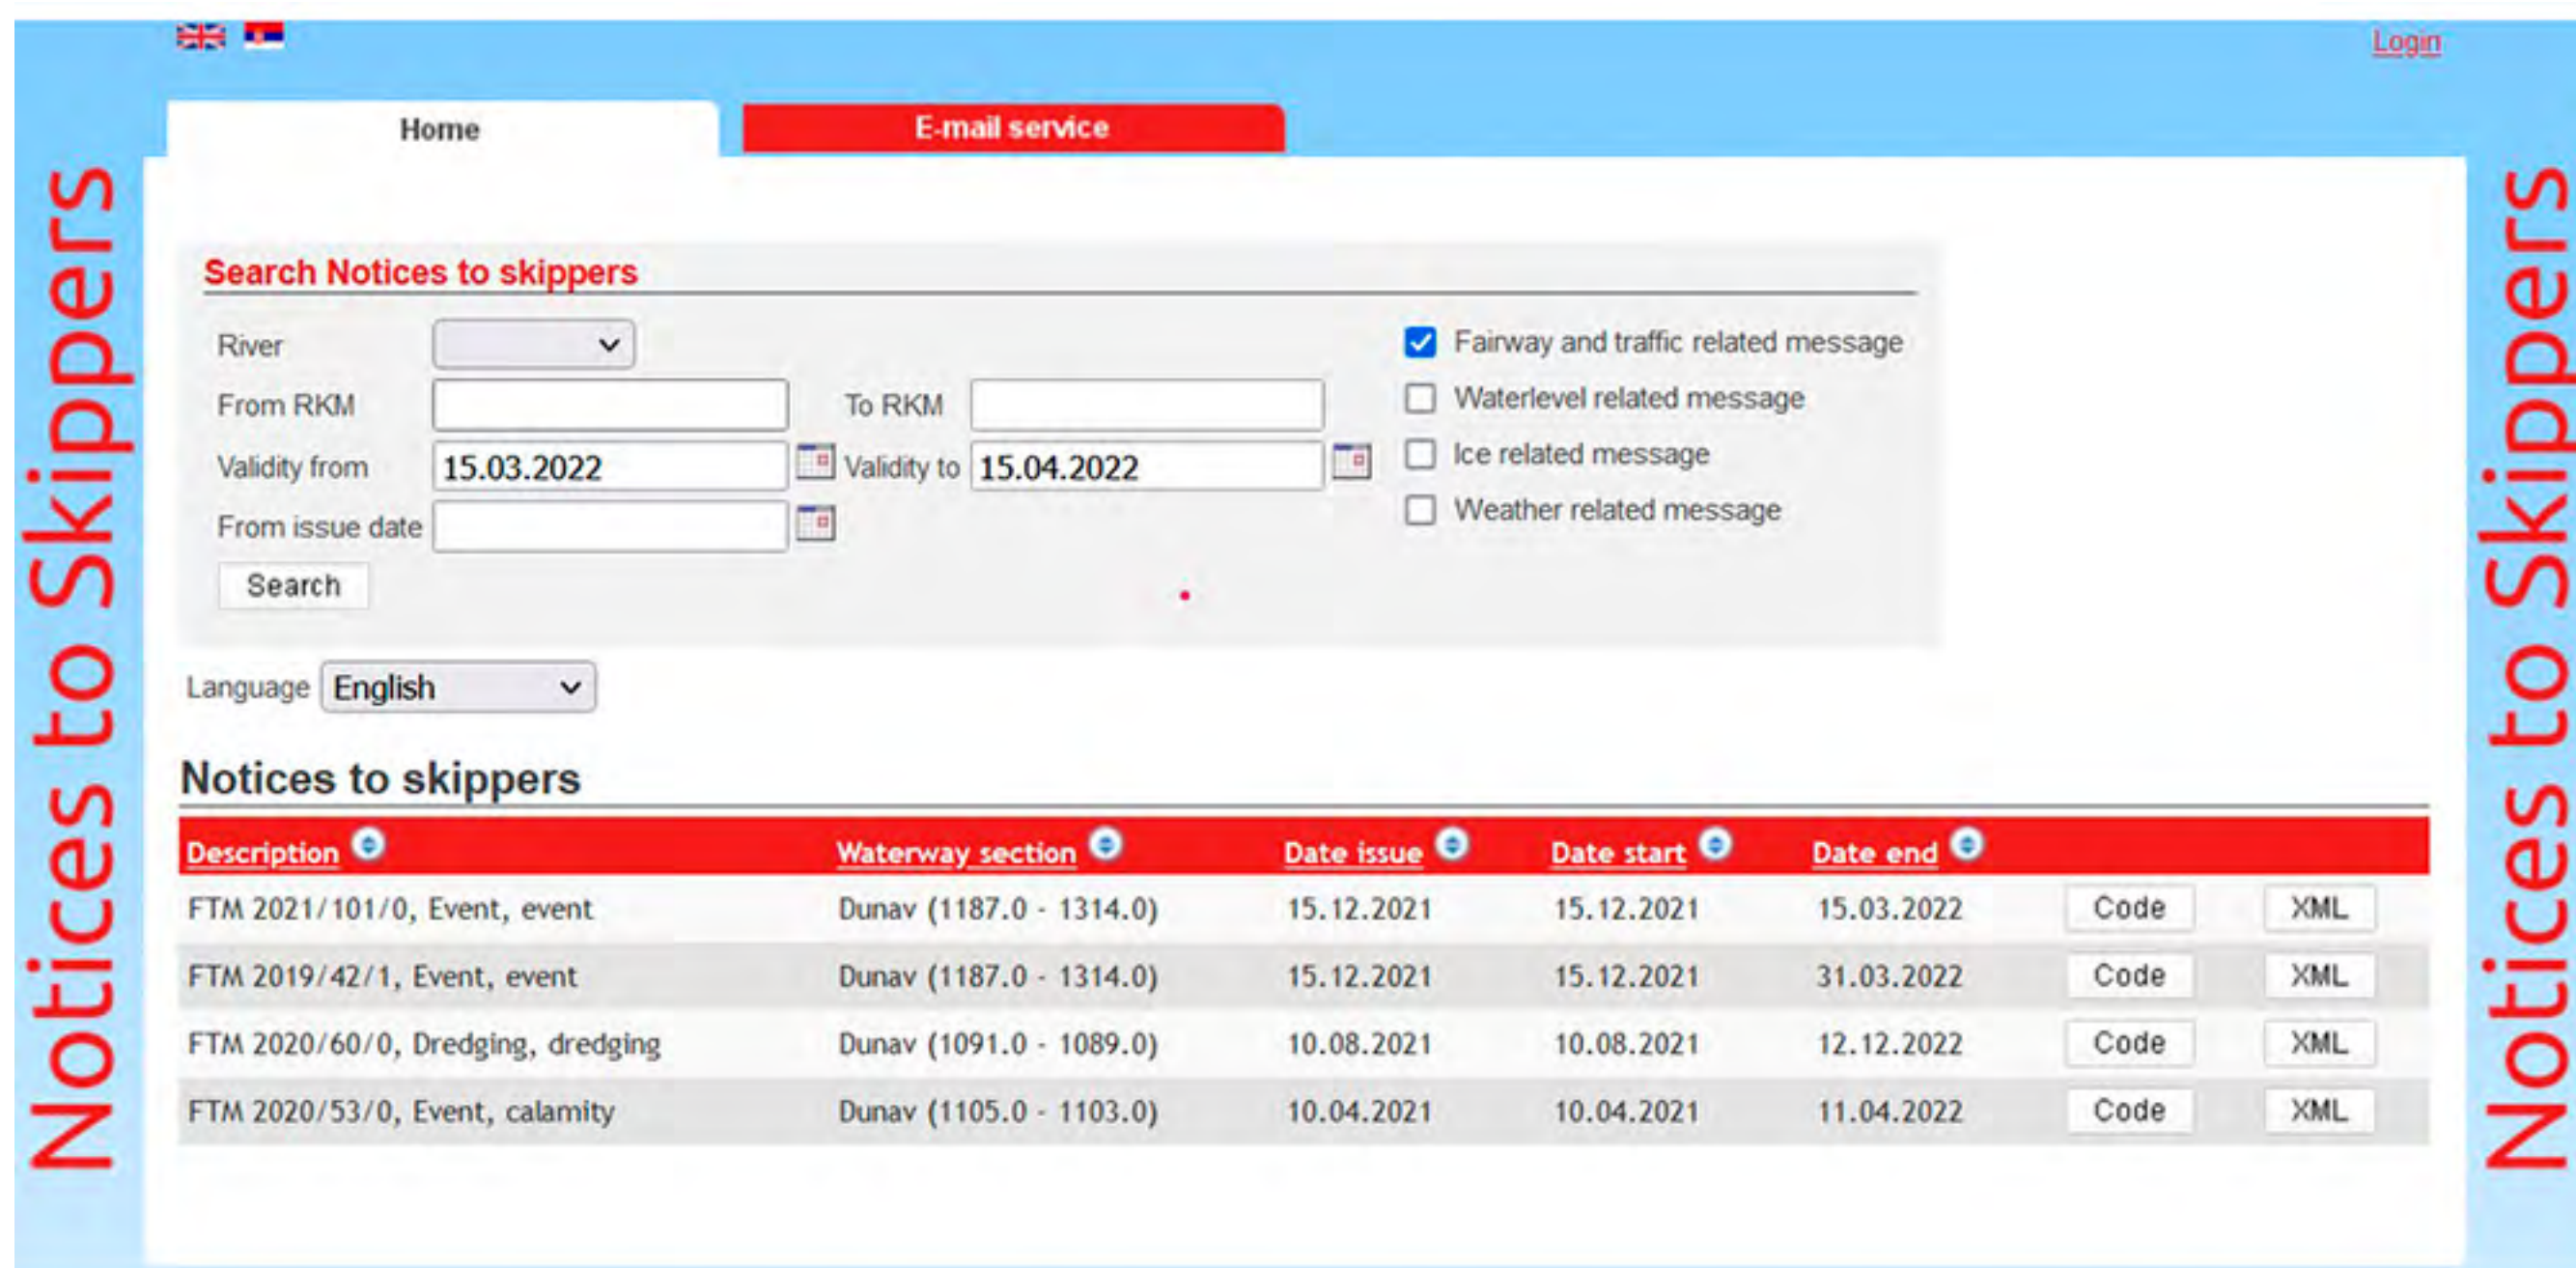 Login
Home E-mail service
Notices to Skippers
Search Notices to skippers
River
Fairway and traffic related message
From RKM To RKM
Waterlevel related message
Validity from 15.03.2022 Validity to 15.04.2022
Ice related message
From issue date
Weather related message
Search
Language English
Notices to skippers
Description Waterway section Date issue Date start Date end
FTM 2021/101/0, Event, event Dunav (1187.0 - 1314.0) 15.12.2021 15.12.2021 15.03.2022 Code XML
FTM 2019/42/1, Event, event Dunav (1187.0 - 1314.0) 15.12.2021 15.12.2021 31.03.2022 Code XML
FTM 2020/60/0, Dredging, dredging Dunav (1091.0 - 1089.0) 10.08.2021 10.08.2021 12.12.2022 Code XML
FTM 2020/53/0, Event, calamity Dunav (1105.0 - 1103.0) 10.04.2021 10.04.2021 11.04.2022 Code XML
Notices to Skippers